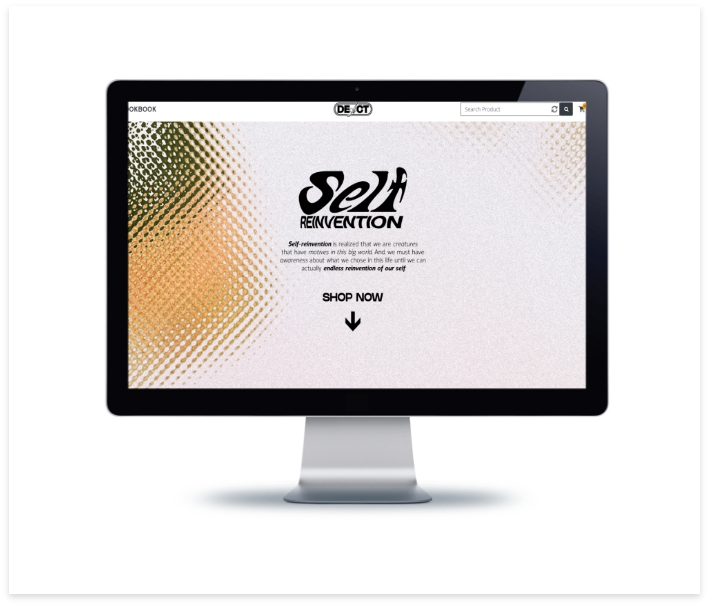 OKBOOK
Search Product
Self
REINVENTION
Self-reinvention is realized that we are creatures
that have motives in this big world. And, we must have
awareness about what we chose in this life until we can
actually endless reinvention of our self.
SHOP NOW